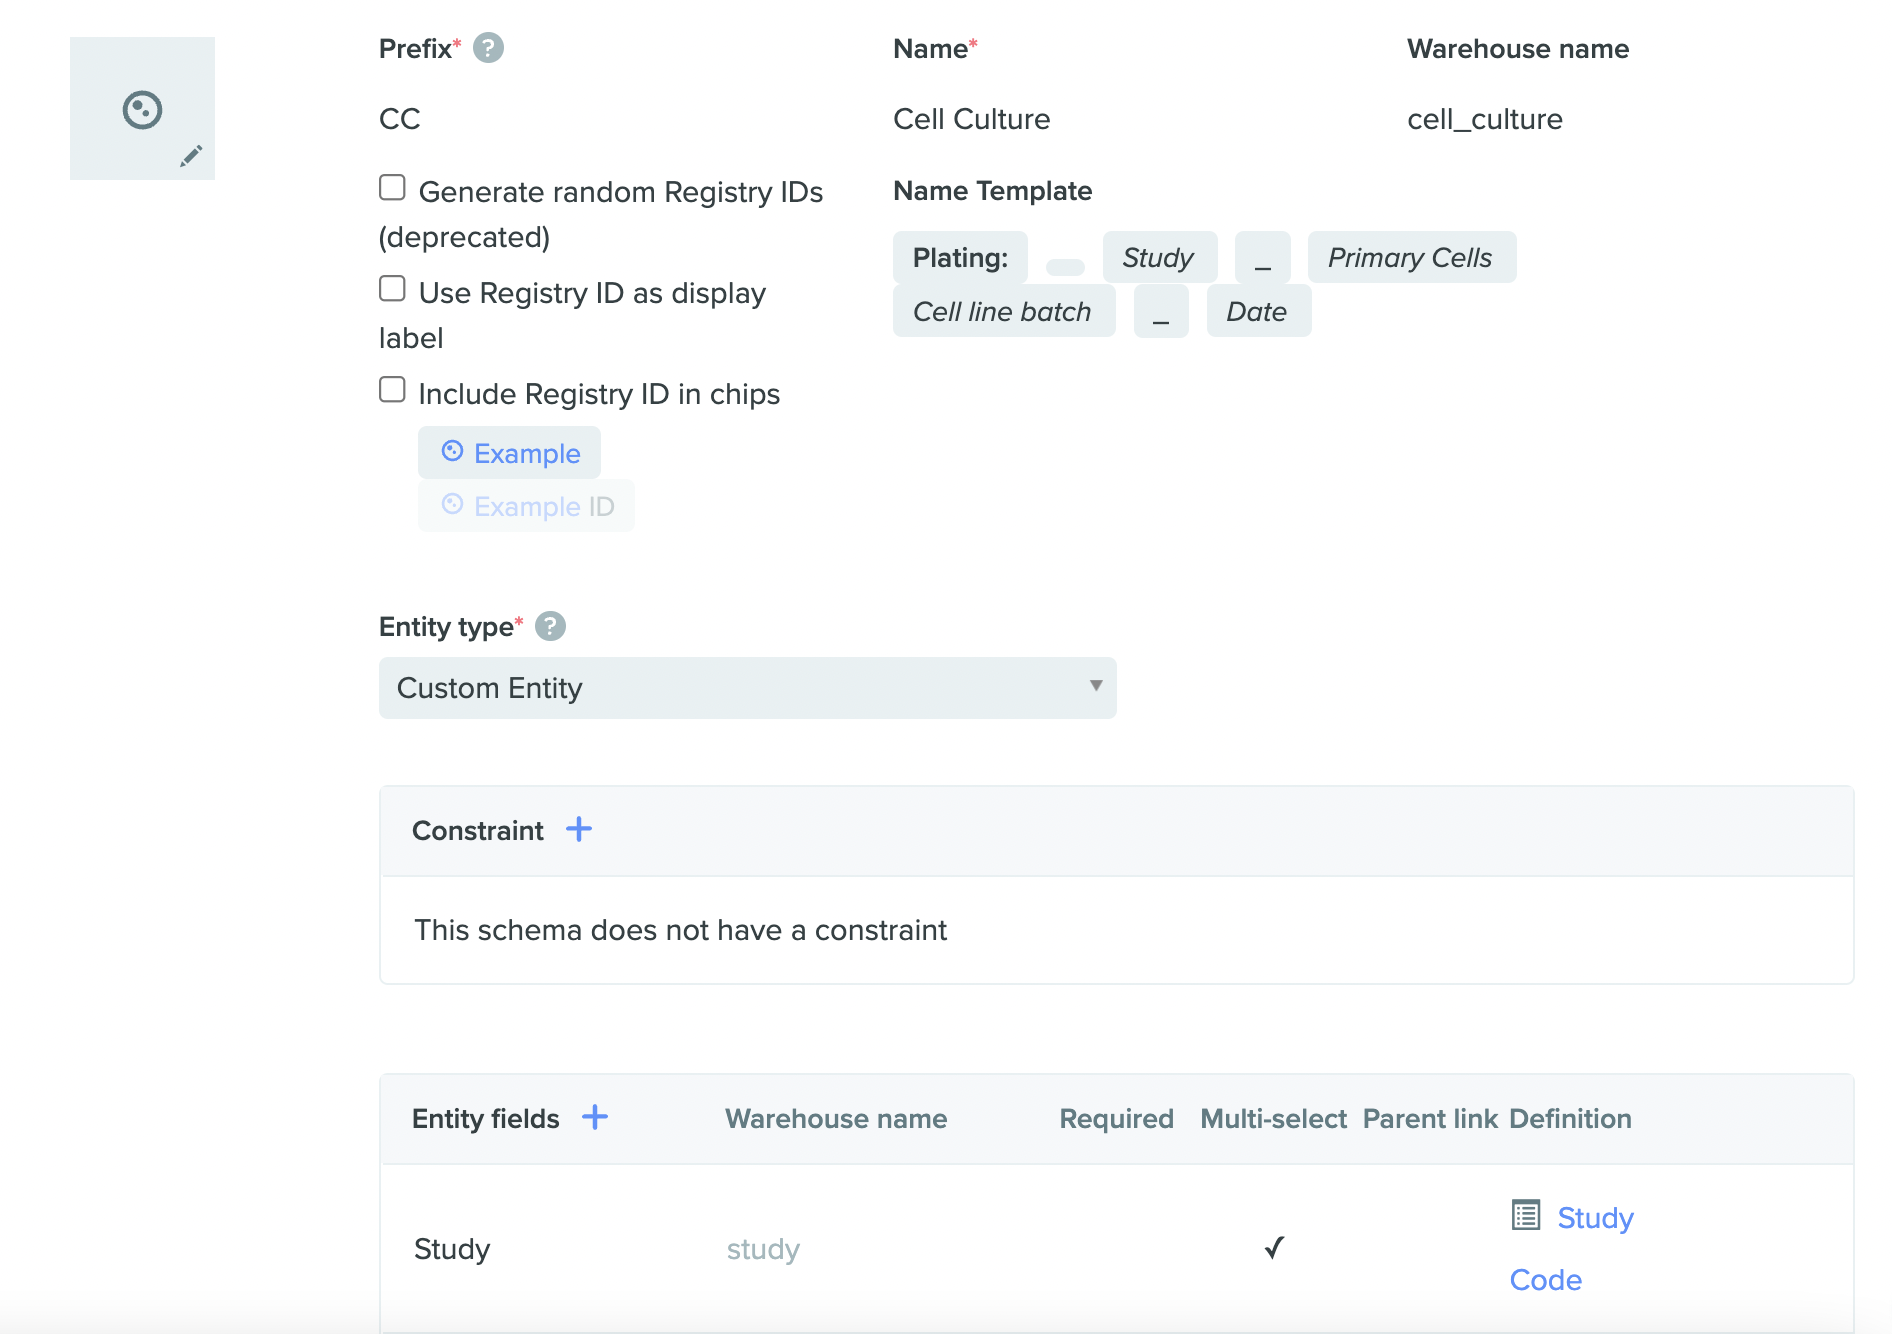 Prefix* ?
Name*
Warehouse name
CC
Cell Culture
cell_culture
Generate random Registry IDs
(deprecated)
Use Registry ID as display
label
Include Registry ID in chips
Example
Example ID
Name Template
Plating: Study _ Primary Cells
Cell line batch _ Date
Entity type* ?
Custom Entity
Constraint +
This schema does not have a constraint
Entity fields + Warehouse name Required Multi-select Parent link Definition
Study study ✓ Study
Code